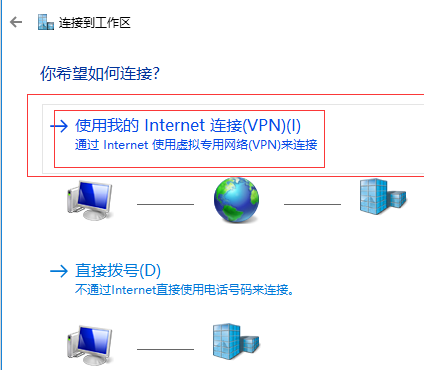 连接到工作区
你希望如何连接?
使用我的 Internet 连接(VPN)(I)
通过 Internet 使用虚拟专用网络(VPN)来连接
直接拨号(D)
不通过Internet直接使用电话号码来连接。